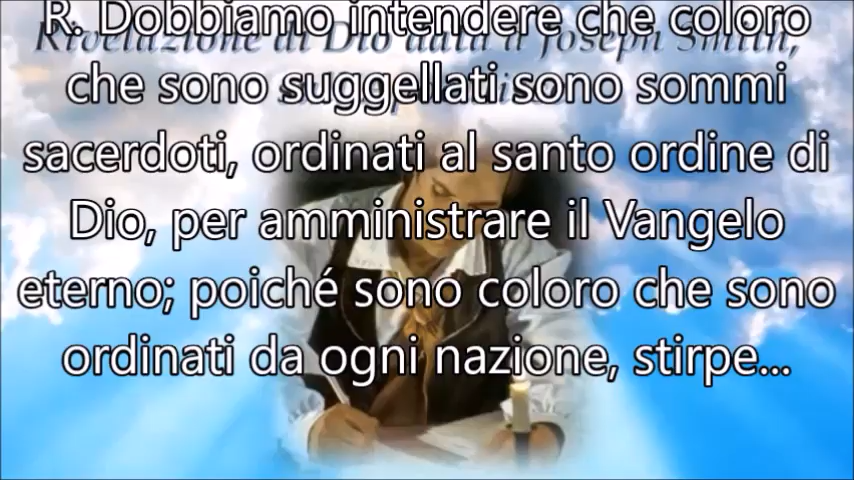 R. Dobbiamo intendere che coloro
Rivelazione di Dio data a Joseph Smith,
che sono suggellati sono sommi
sacerdoti, ordinati al santo ordine di
Dio, per amministrare il Vangelo
eterno; poiché sono coloro che sono
ordinati da ogni nazione, stirpe...